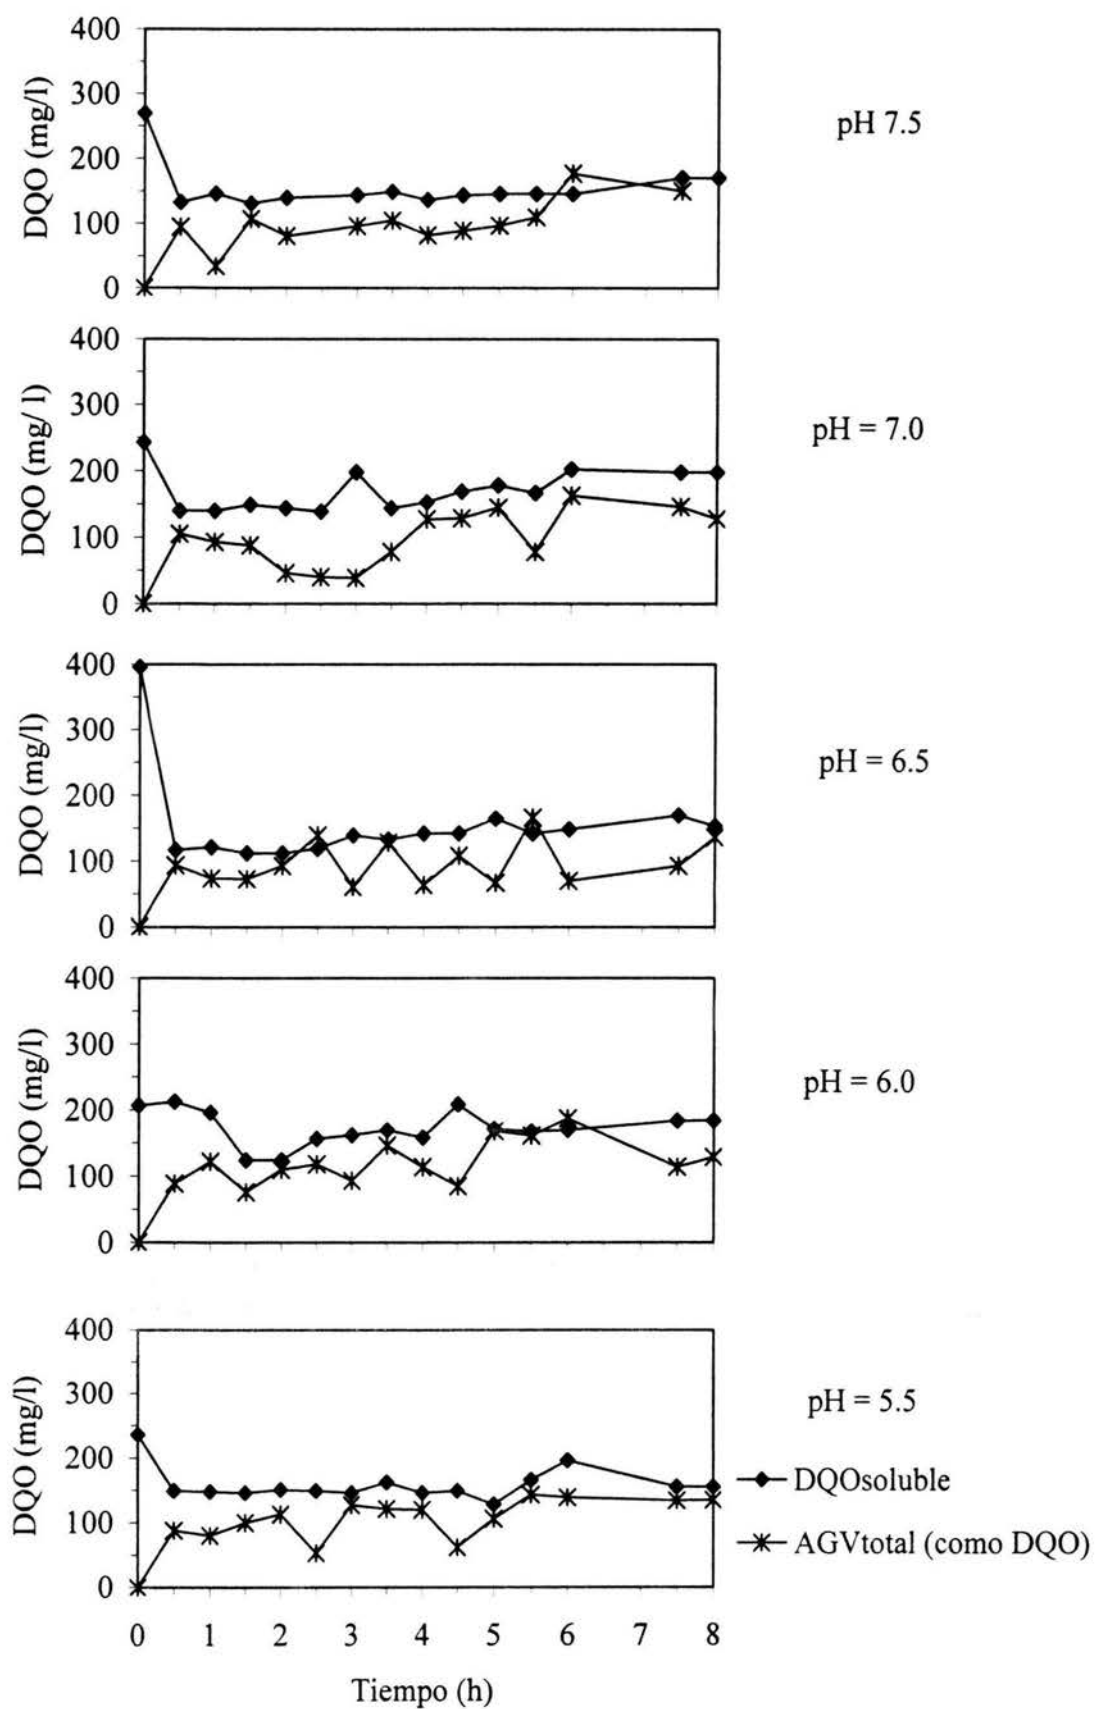 400
300
200
100
0
DQO (mg/l)
pH 7.5
400
300
200
100
0
DQO (mg/ l)
pH = 7.0
400
300
200
100
0
DQO (mg/l)
pH = 6.5
400
300
200
100
0
DQO (mg/l)
pH = 6.0
400
300
200
100
0
DQO (mg/l)
pH = 5.5
DQOsoluble
AGVtotal (como DQO)
0 1 2 3 4 5 6 7 8
Tiempo (h)